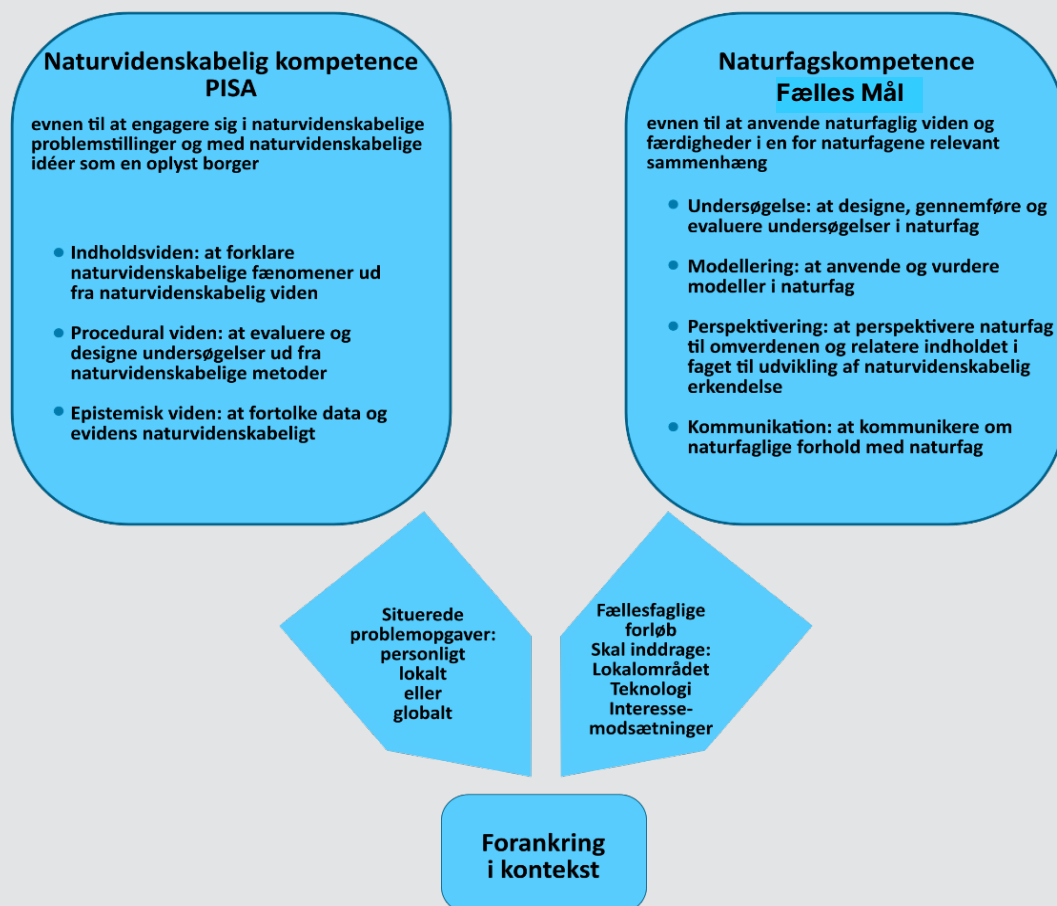 Naturvidenskabelig kompetence
PISA
evnen til at engagere sig i naturvidenskabelige
problemstillinger og med naturvidenskabelige
idéer som en oplyst borger
• Indholdsviden: at forklare
naturvidenskabelige fænomener ud
fra naturvidenskabelig viden
• Procedural viden: at evaluere og
designe undersøgelser ud fra
naturvidenskabelige metoder
• Epistemisk viden: at fortolke data og
evidens naturvidenskabeligt
Naturfagskompetence
Fælles Mål
evnen til at anvende naturfaglig viden og
færdigheder i en for naturfagene relevant
sammenhæng
• Undersøgelse: at designe, gennemføre og
evaluere undersøgelser i naturfag
• Modellering: at anvende og vurdere
modeller i naturfag
• Perspektivering: at perspektivere naturfag
til omverdenen og relatere indholdet i
faget til udvikling af naturvidenskabelig
erkendelse
• Kommunikation: at kommunikere om
naturfaglige forhold med naturfag
Situerede
problemopgaver:
personligt
lokalt
eller
globalt
Fællesfaglige
forløb
Skal inddrage:
Lokalområdet
Teknologi
Interesse-
modsætninger
Forankring
i kontekst